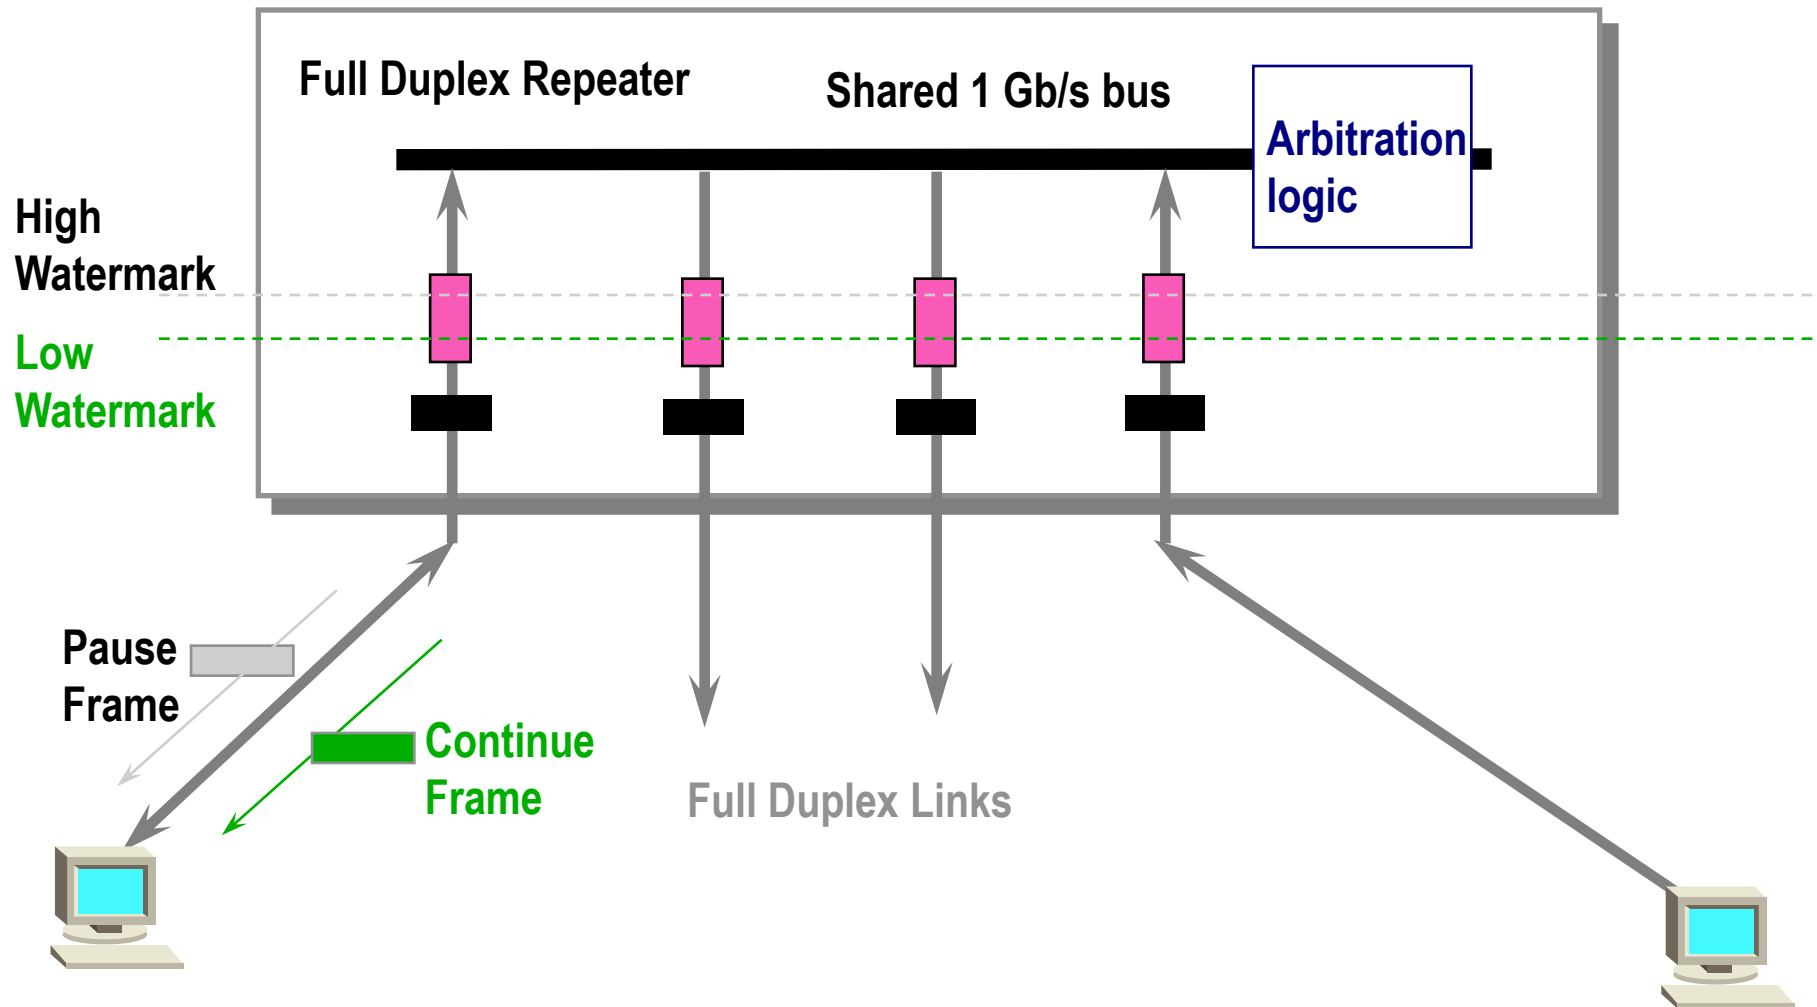 Full Duplex Repeater
Shared 1 Gb/s bus
Arbitration
logic
High
Watermark
Low
Watermark
Pause
Frame
Continue
Frame
Full Duplex Links